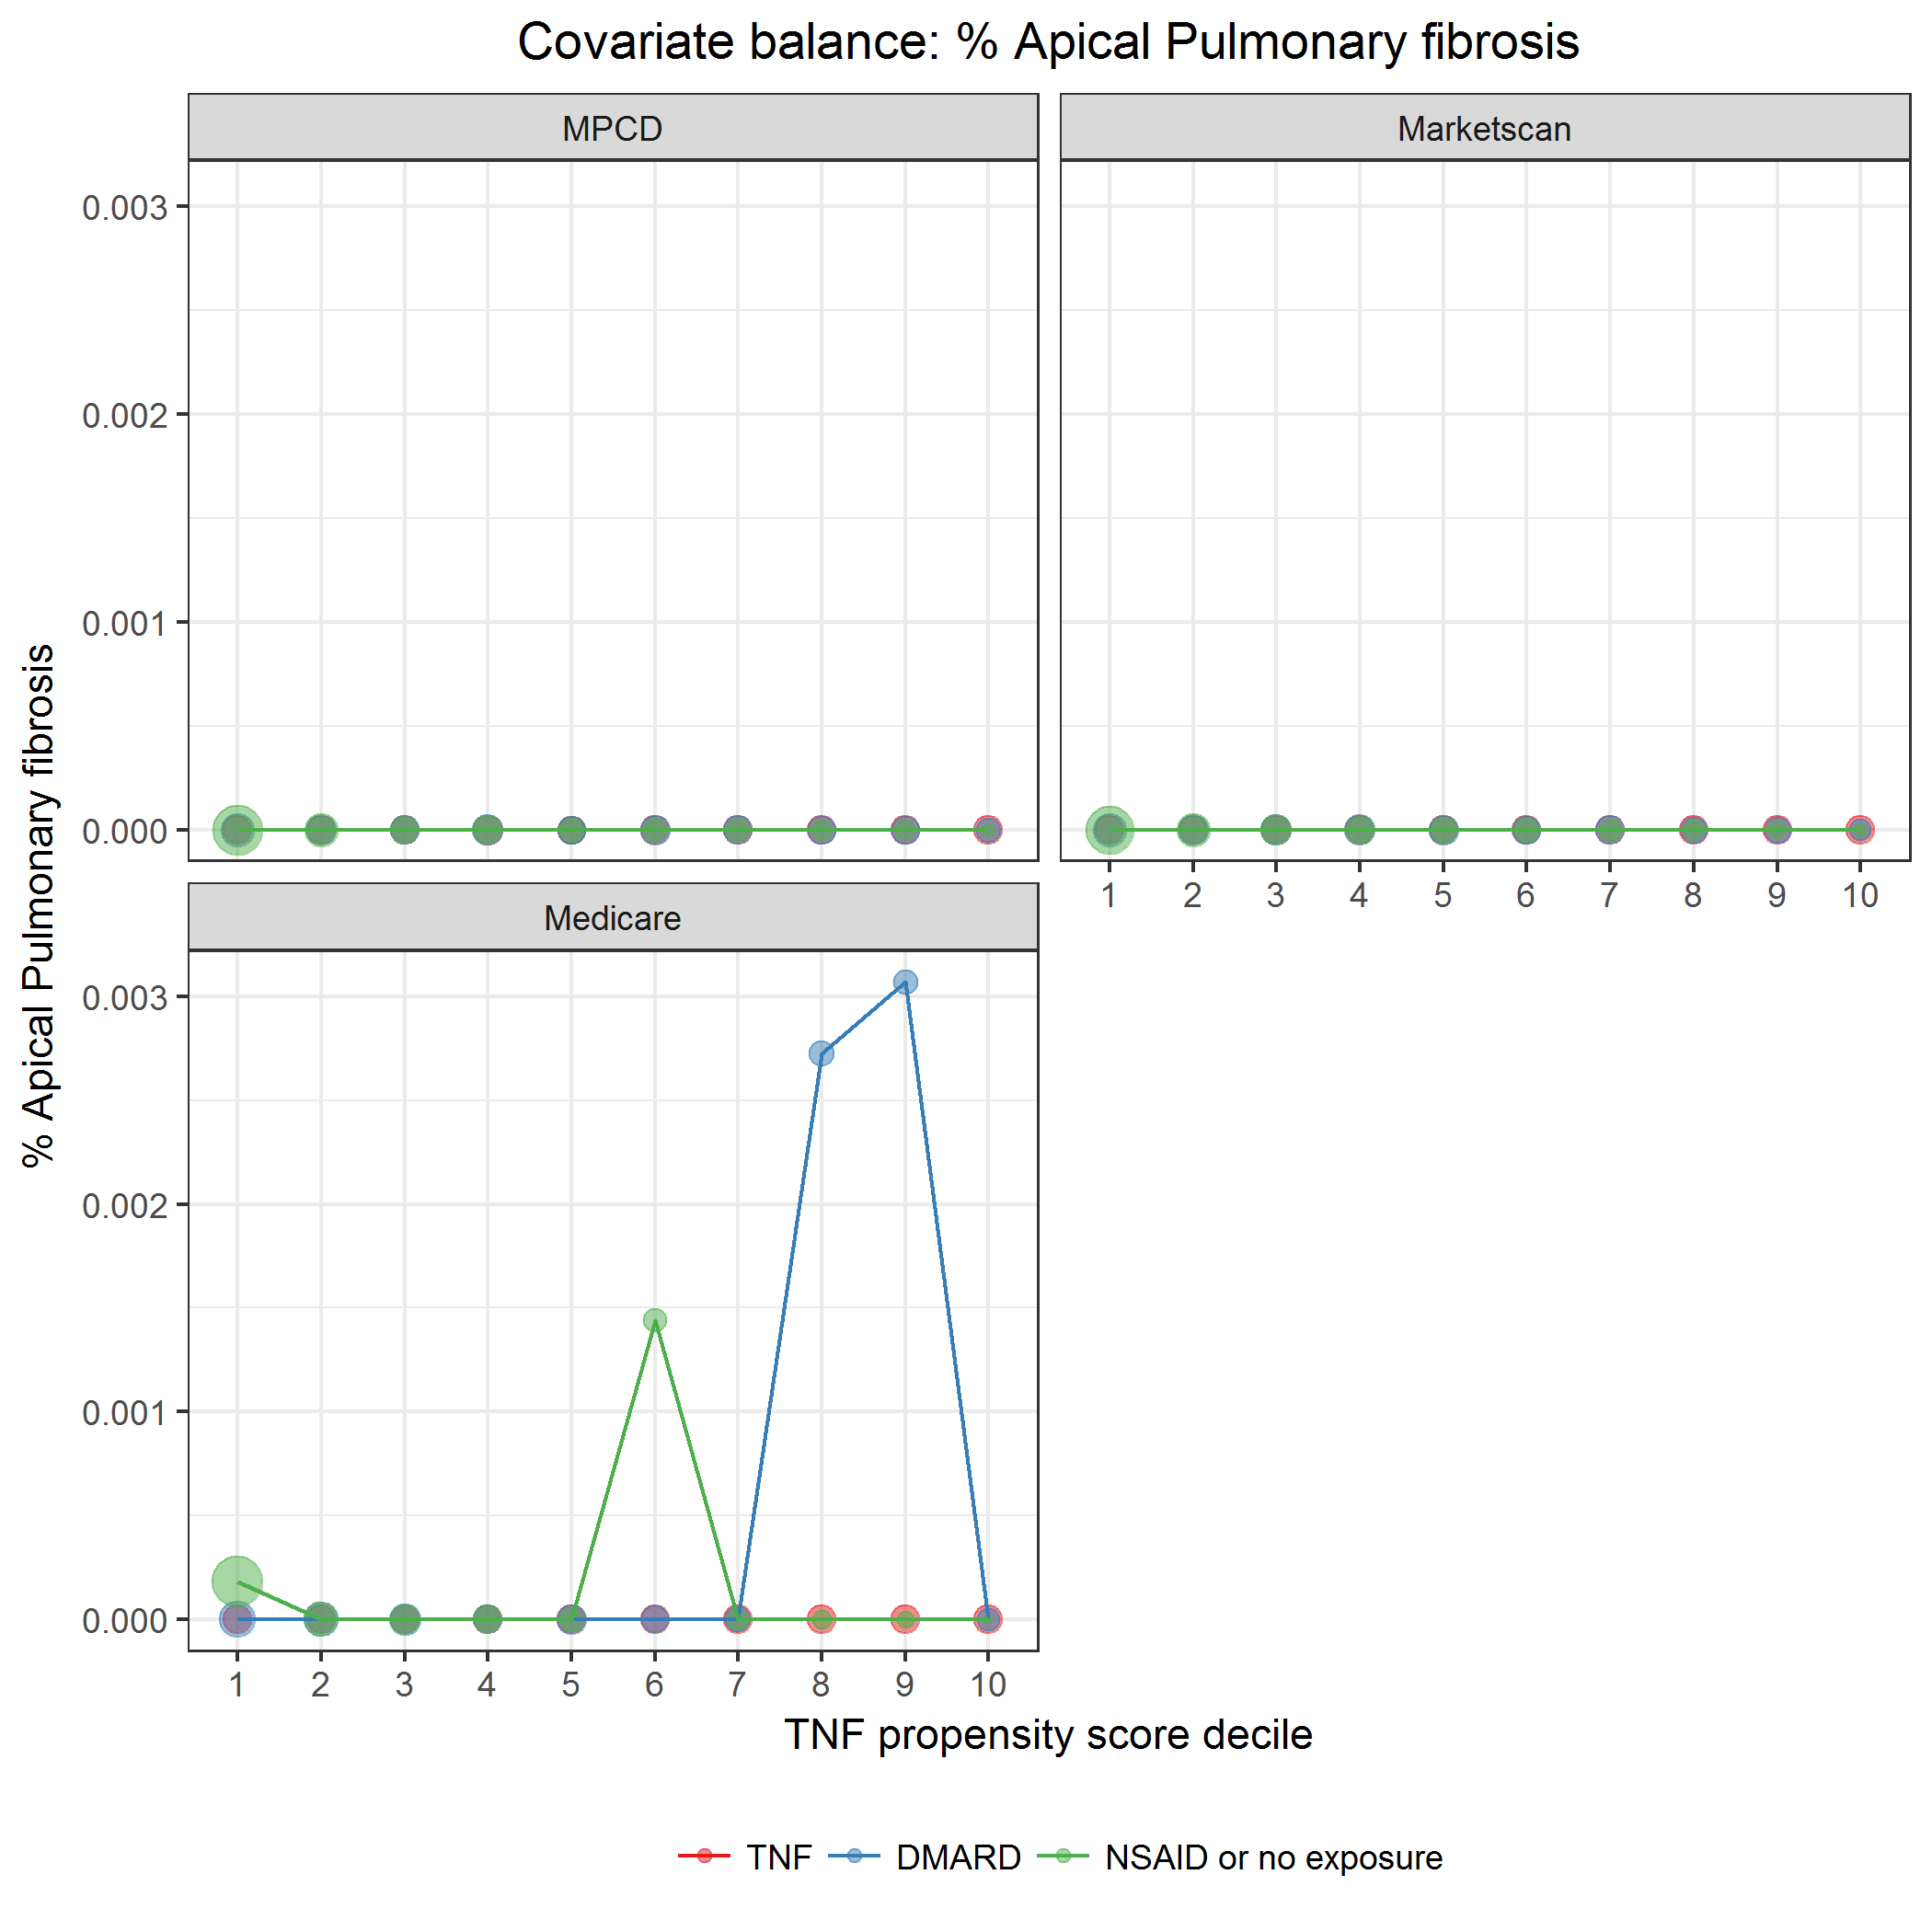 Covariate balance: % Apical Pulmonary fibrosis
MPCD
Marketscan
0.003
0.002
0.001
0.000
1 2 3 4 5 6 7 8 9 10
Medicare
0.003
0.002
0.001
0.000
1 2 3 4 5 6 7 8 9 10
% Apical Pulmonary fibrosis
TNF propensity score decile
TNF DMARD NSAID or no exposure